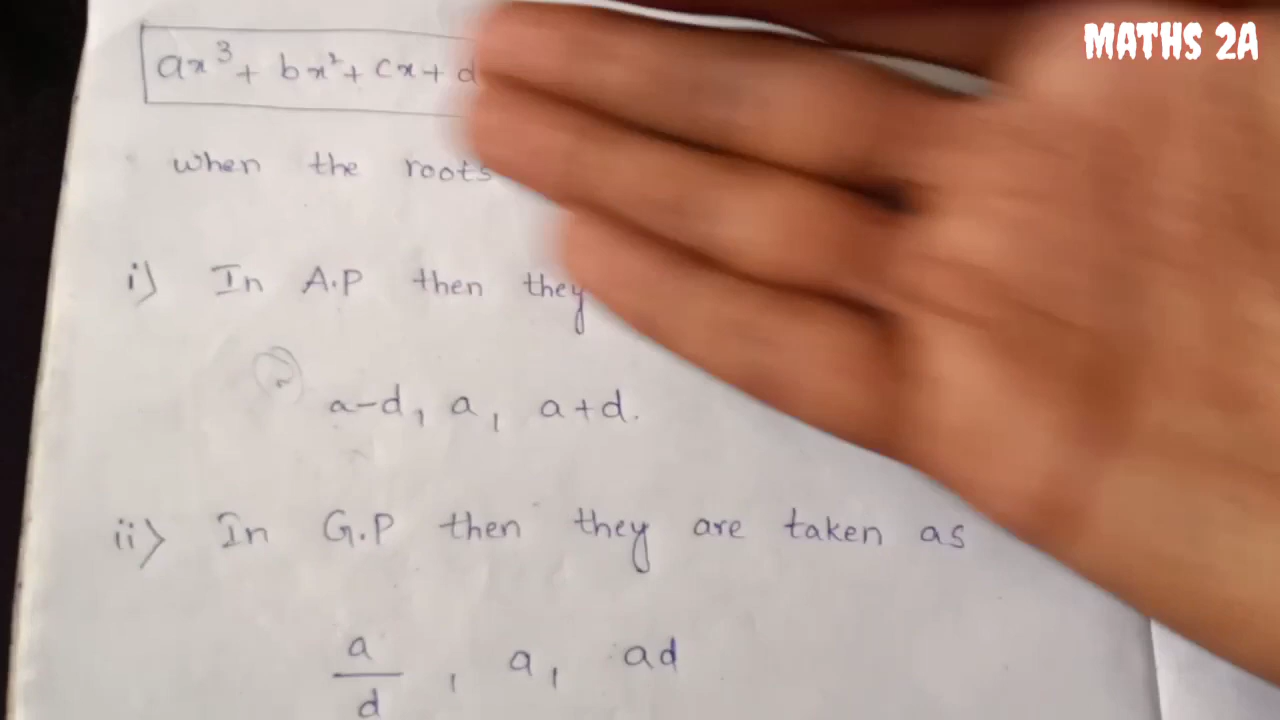 MATHS 2A
ax³ + bx² + cx + d
when the roots
i) In A.P then they
a-d, a, a+d.
ii) In G.P then they are taken as
a/d, a, ad